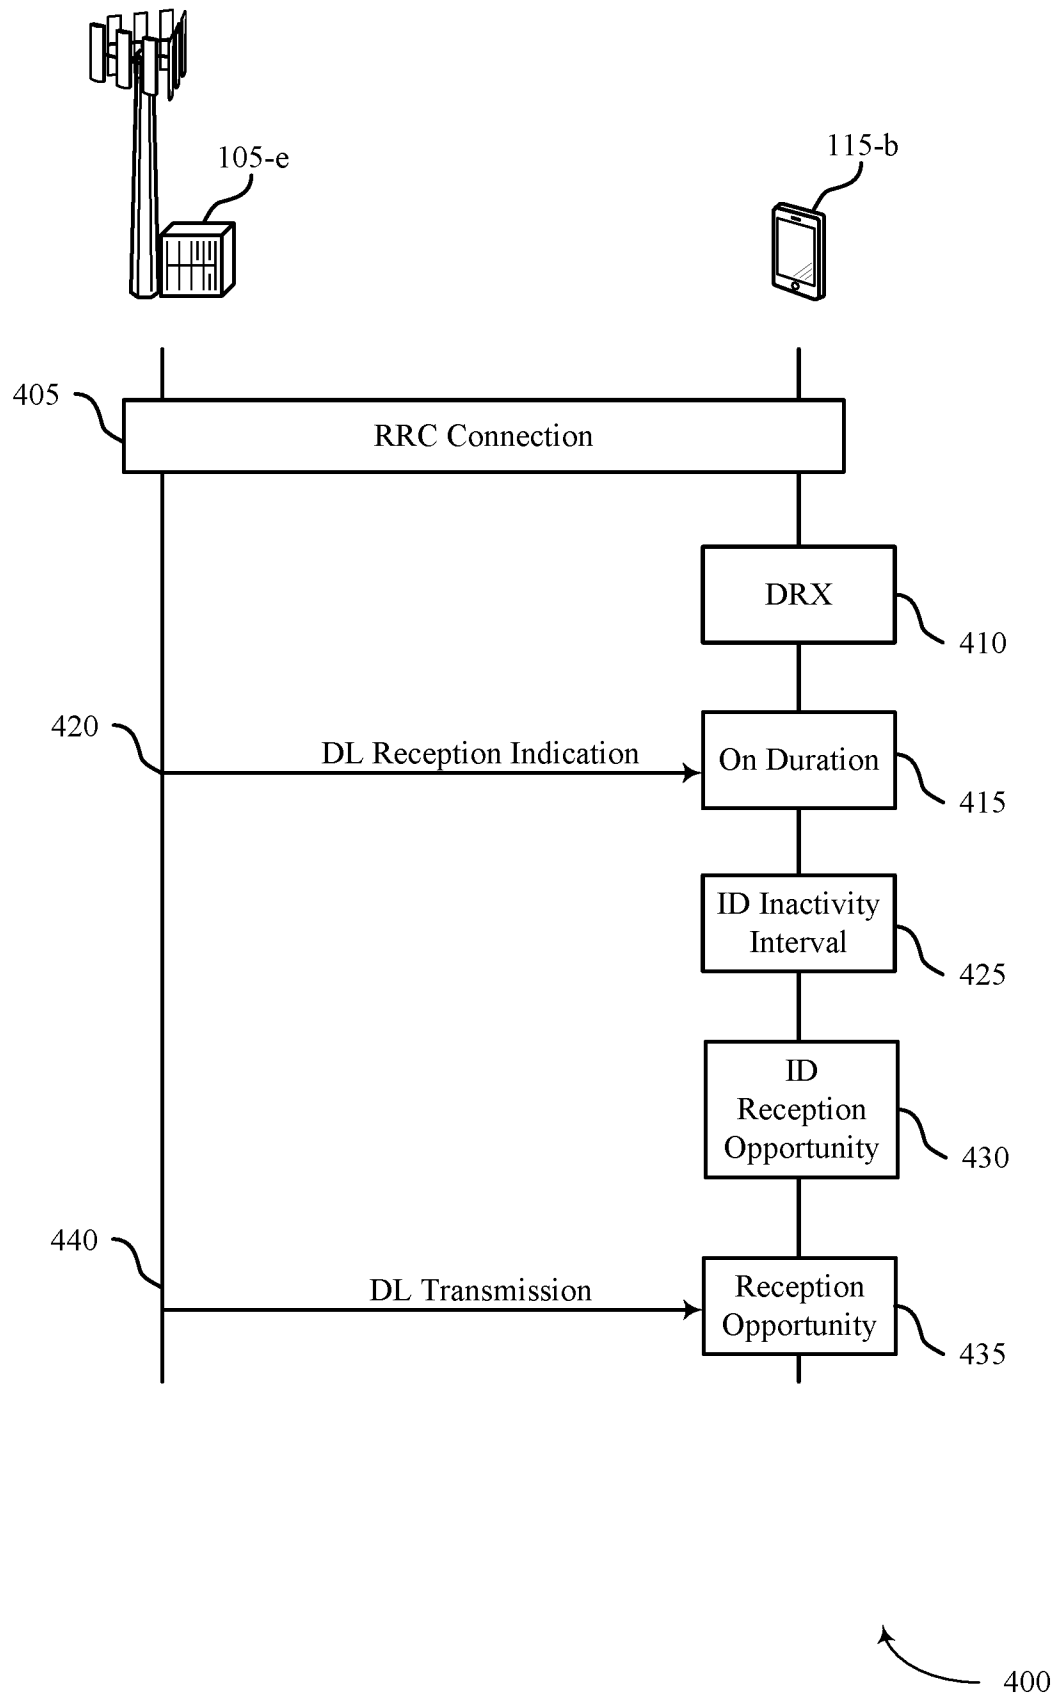 105-e
115-b
405
RRC Connection
DRX
410
420
DL Reception Indication
On Duration
415
ID Inactivity
Interval
425
ID
Reception
Opportunity
430
440
DL Transmission
Reception
Opportunity
435
400